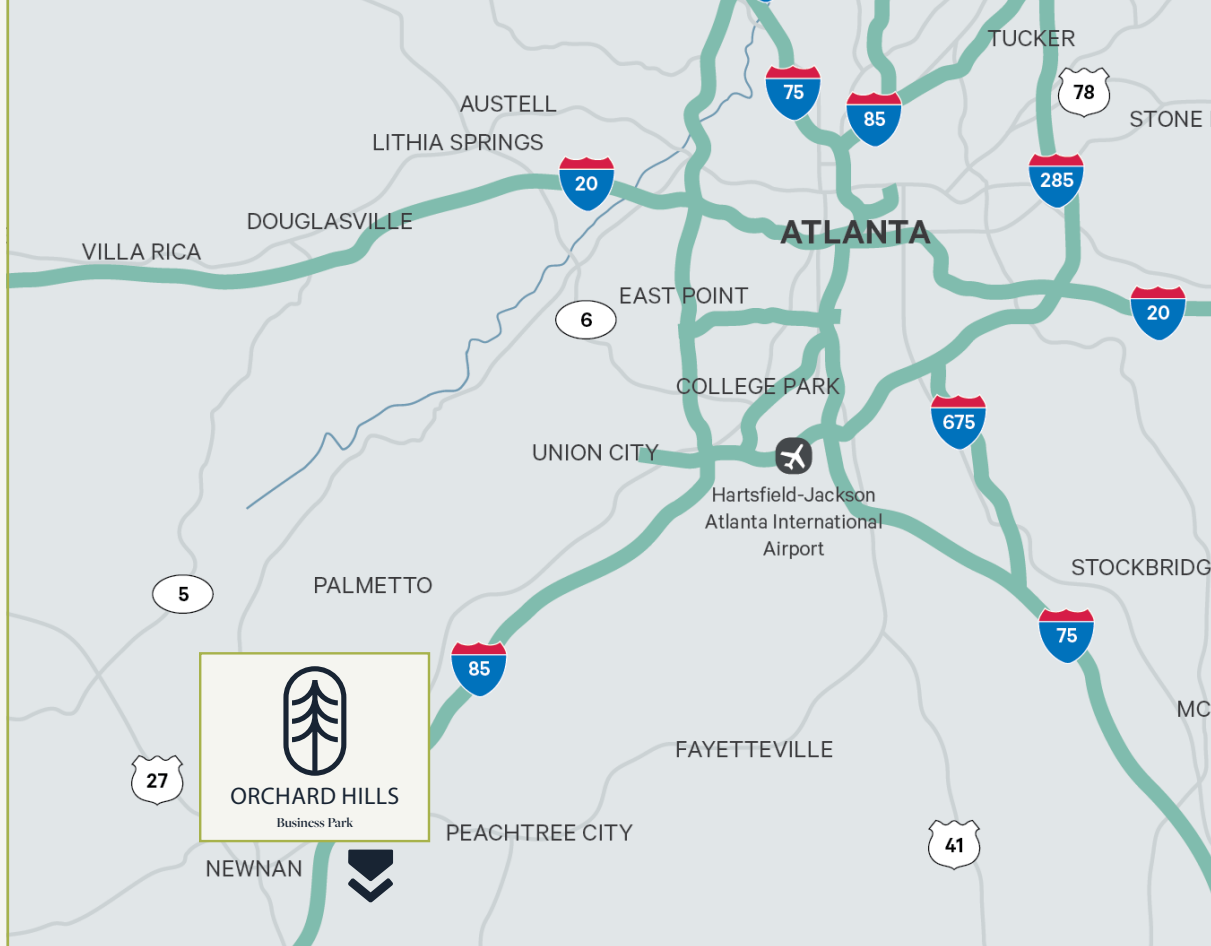 TUCKER
75
78
85
AUSTELL
STONE
LITHIA SPRINGS
20
285
DOUGLASVILLE
ATLANTA
VILLA RICA
EAST POINT
6
20
COLLEGE PARK
675
UNION CITY
Hartsfield-Jackson
Atlanta International
Airport
STOCKBRIDG
PALMETTO
5
75
85
MC
FAYETTEVILLE
27
ORCHARD HILLS
Business Park
PEACHTREE CITY
41
NEWNAN